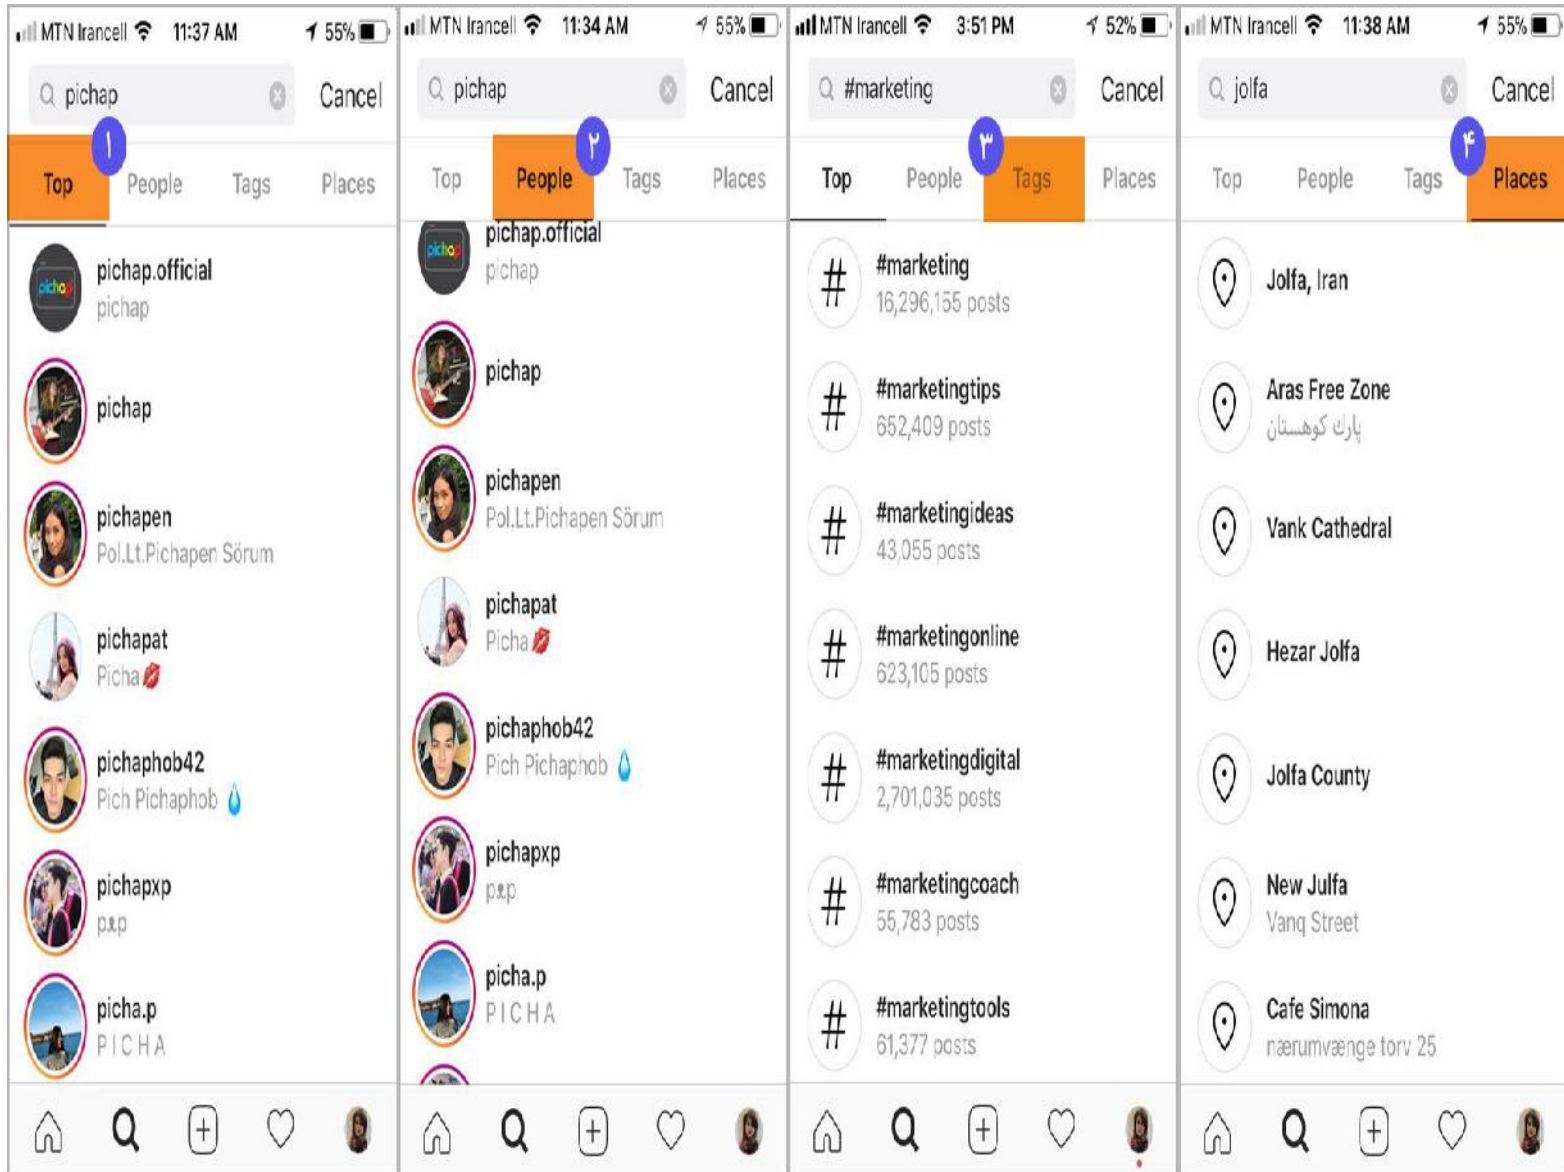 MTN Irancell 11:37 AM 55%
pichap Cancel
۱
Top People Tags Places
pichap
pichap.official
pichap
pichap
pichapen
Pol.Lt.Pichapen Sörum
pichapat
Picha💋
pichaphob42
Pich Pichaphob 💧
pichapxp
picha.p
PICHA
MTN Irancell 11:34 AM 55%
pichap Cancel
۲
Top People Tags Places
pichap
pichap.official
pichap
pichap
pichapen
Pol.Lt.Pichapen Sörum
pichapat
Picha💋
pichaphob42
Pich Pichaphob 💧
pichapxp
picha.p
PICHA
MTN Irancell 3:51 PM 52%
#marketing Cancel
۳
Top People Tags Places
#marketing
16,296,155 posts
#marketingtips
652,409 posts
#marketingideas
43,055 posts
#marketingonline
623,105 posts
#marketingdigital
2,701,035 posts
#marketingcoach
55,783 posts
#marketingtools
61,377 posts
MTN Irancell 11:38 AM 55%
jolfa Cancel
۴
Top People Tags Places
Jolfa, Iran
Aras Free Zone
پارك كوهستان
Vank Cathedral
Hezar Jolfa
Jolfa County
New Julfa
Vanq Street
Cafe Simona
nærumvænge torv 25